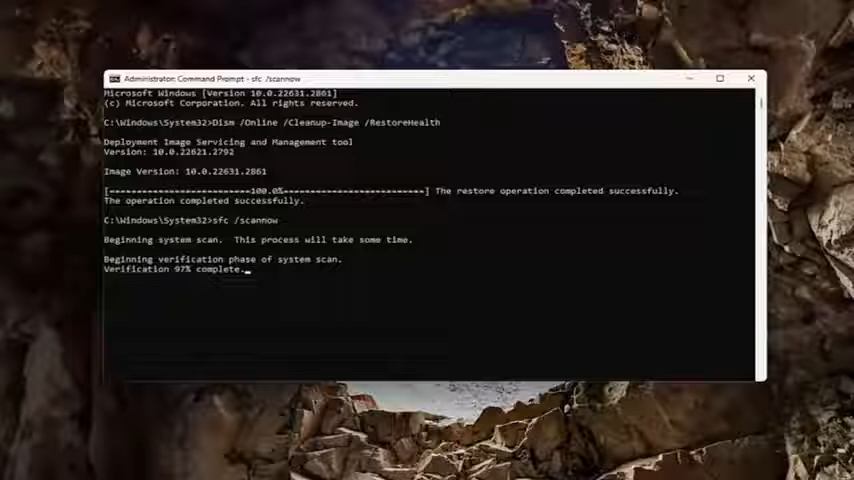 Administrator: Command Prompt - sfc /scannow
Microsoft Windows [Version 10.0.22631.2861]
(c) Microsoft Corporation. All rights reserved.
C:\Windows\System32>Dism /Online /Cleanup-Image /RestoreHealth
Deployment Image Servicing and Management tool
Version: 10.0.22621.2792
Image Version: 10.0.22631.2861
[===========================100.0%===========================] The restore operation completed successfully.
The operation completed successfully.
C:\Windows\System32>sfc /scannow
Beginning system scan.  This process will take some time.
Beginning verification phase of system scan.
Verification 97% complete.